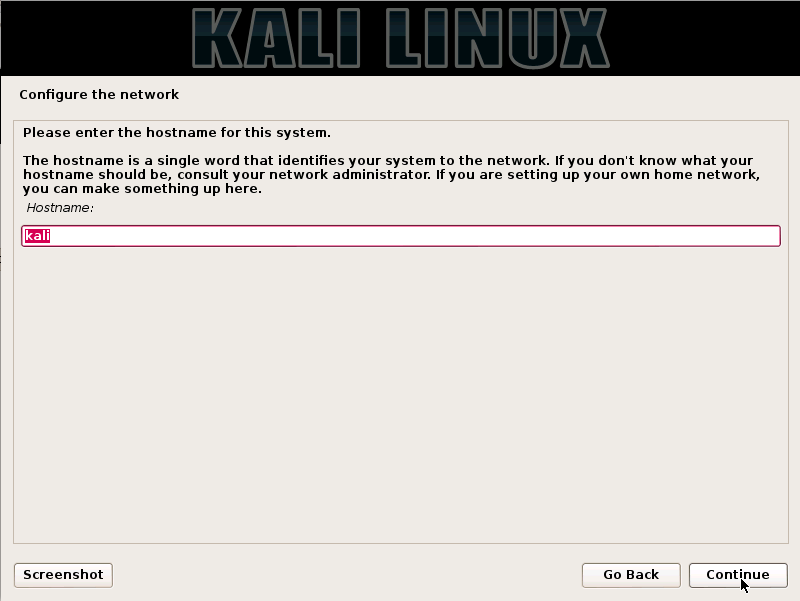 KALI LINUX
Configure the network
Please enter the hostname for this system.
The hostname is a single word that identifies your system to the network. If you don't know what your
hostname should be, consult your network administrator. If you are setting up your own home network,
you can make something up here.
Hostname:
kali
Screenshot
Go Back
Continue